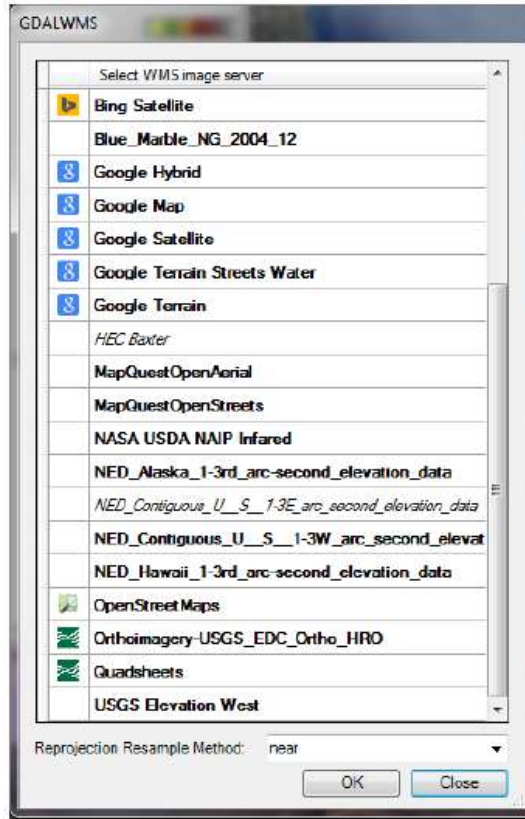 GDALWMS
Select WMS image server
Bing Satellite
Blue_Marble_NG_2004_12
Google Hybrid
Google Map
Google Satellite
Google Terrain Streets Water
Google Terrain
HEC Baxter
MapQuestOpenAerial
MapQuestOpenStreets
NASA USDA NAIP Infared
NED_Alaska_1-3rd_arc-second_elevation_data
NED_Contiguous_U__S__1-3E_arc_second_elevation_data
NED_Contiguous_U__S__1-3W_arc_second_elevat
NED_Hawaii_1-3rd_arc-second_elevation_data
OpenStreetMaps
Orthoimagery-USGS_EDC_Ortho_HRO
Quadsheets
USGS Elevation West
Reprojection Resample Method: near
OK Close